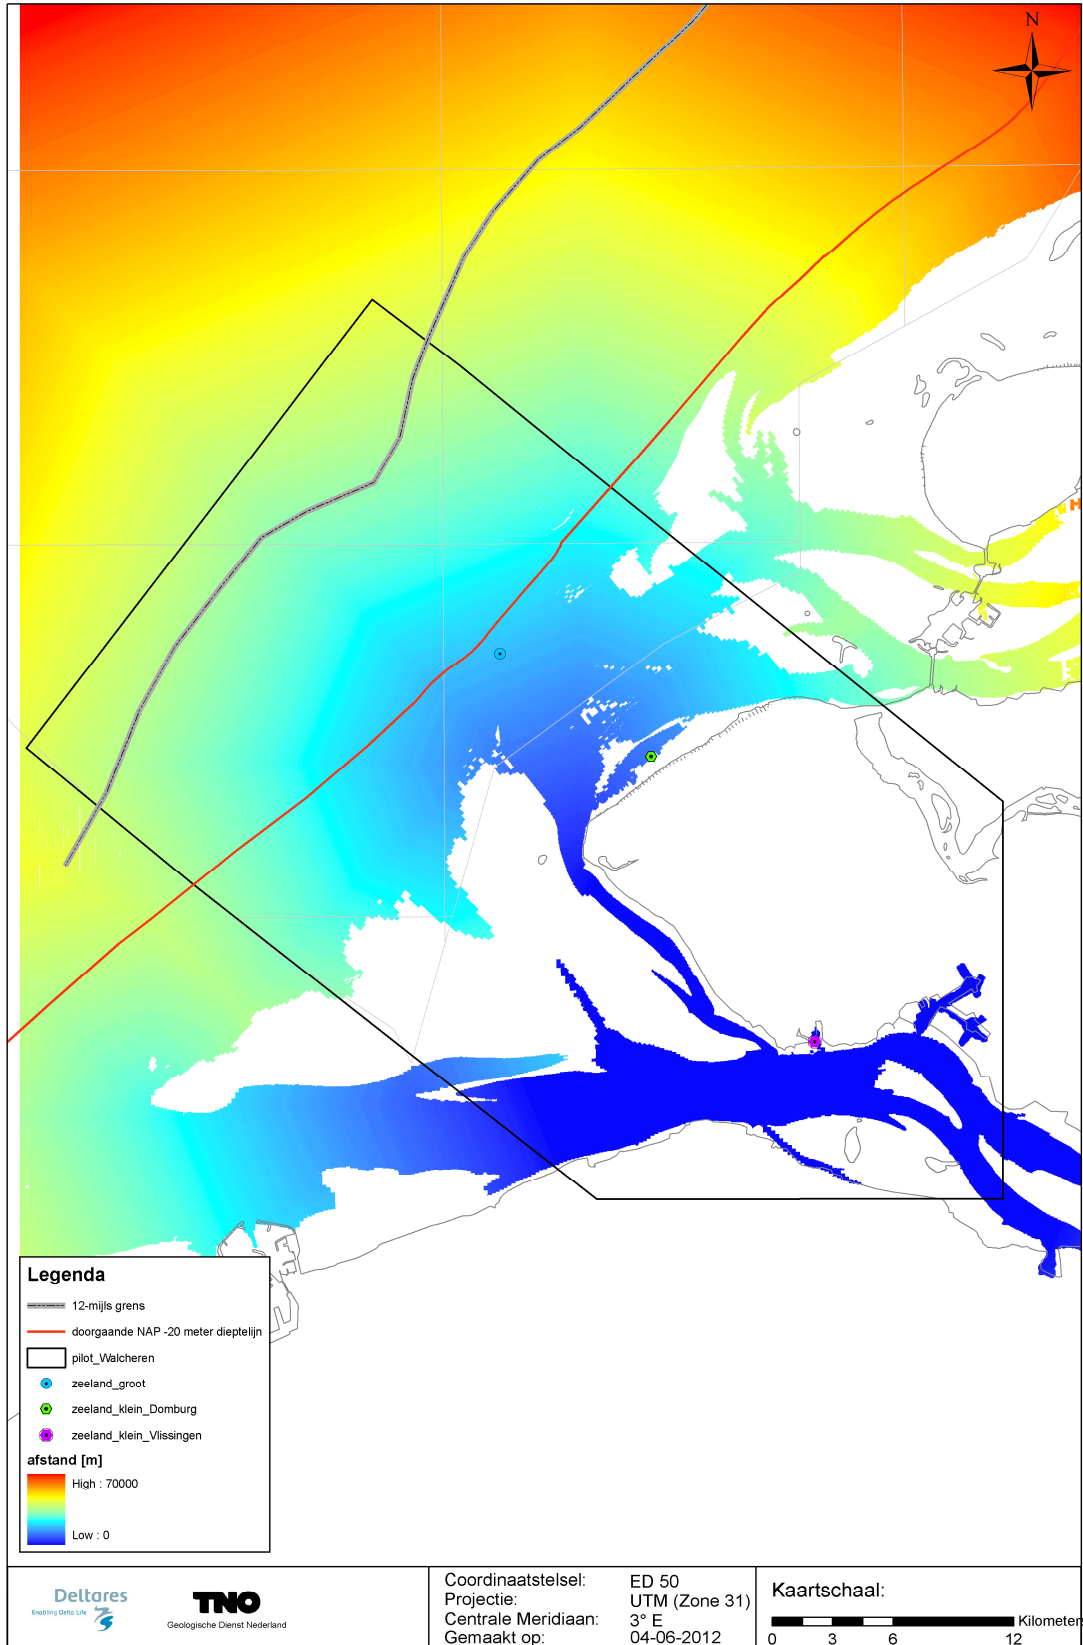 N
H
Legenda
12-mijls grens
doorgaande NAP -20 meter dieptelijn
pilot_Walcheren
zeeland_groot
zeeland_klein_Domburg
zeeland_klein_Vlissingen
afstand [m]
High : 70000
Low : 0
Deltares
Enabling Delta Life
TNO
Geologische Dienst Nederland
Coordinaatstelsel: ED 50
Projectie: UTM (Zone 31)
Centrale Meridiaan: 3° E
Gemaakt op: 04-06-2012
Kaartschaal:
Kilometer
0 3 6 12